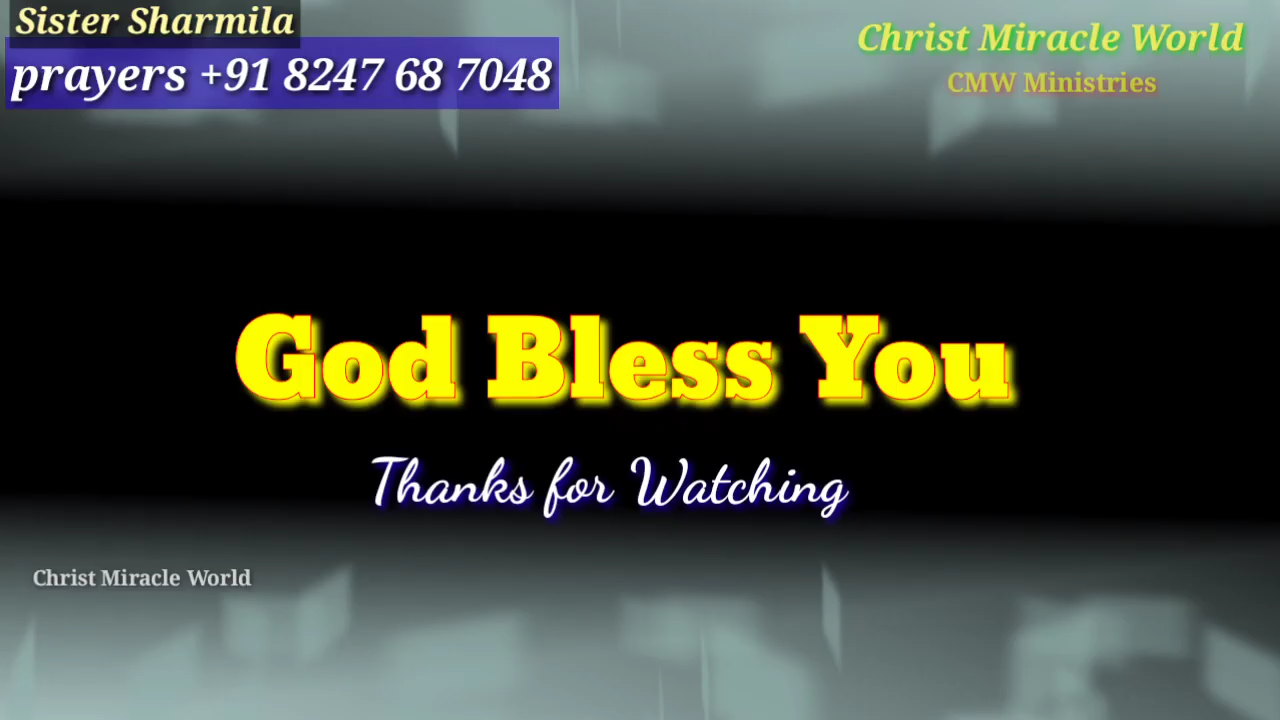 Sister Sharmila
prayers +91 8247 68 7048
Christ Miracle World
CMW Ministries
God Bless You
Thanks for Watching
Christ Miracle World